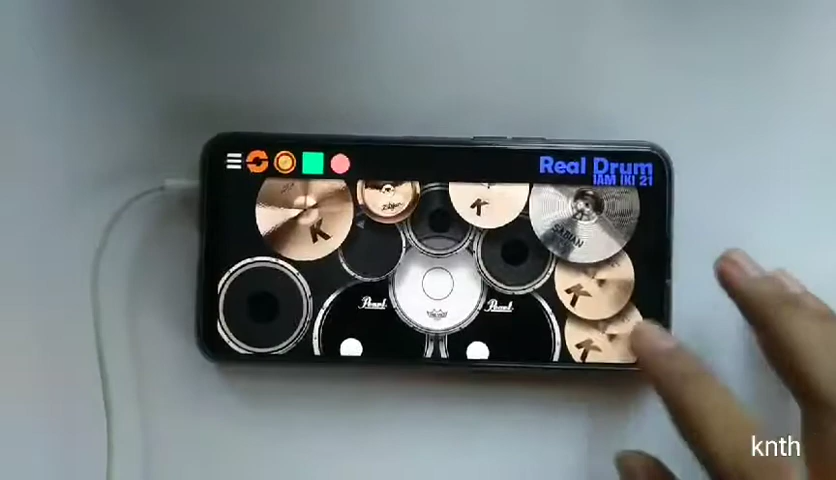 Real Drum
IAM IKI 21
K
Zildjian
K
SABIAN
K
Pearl
Pearl
K
knth